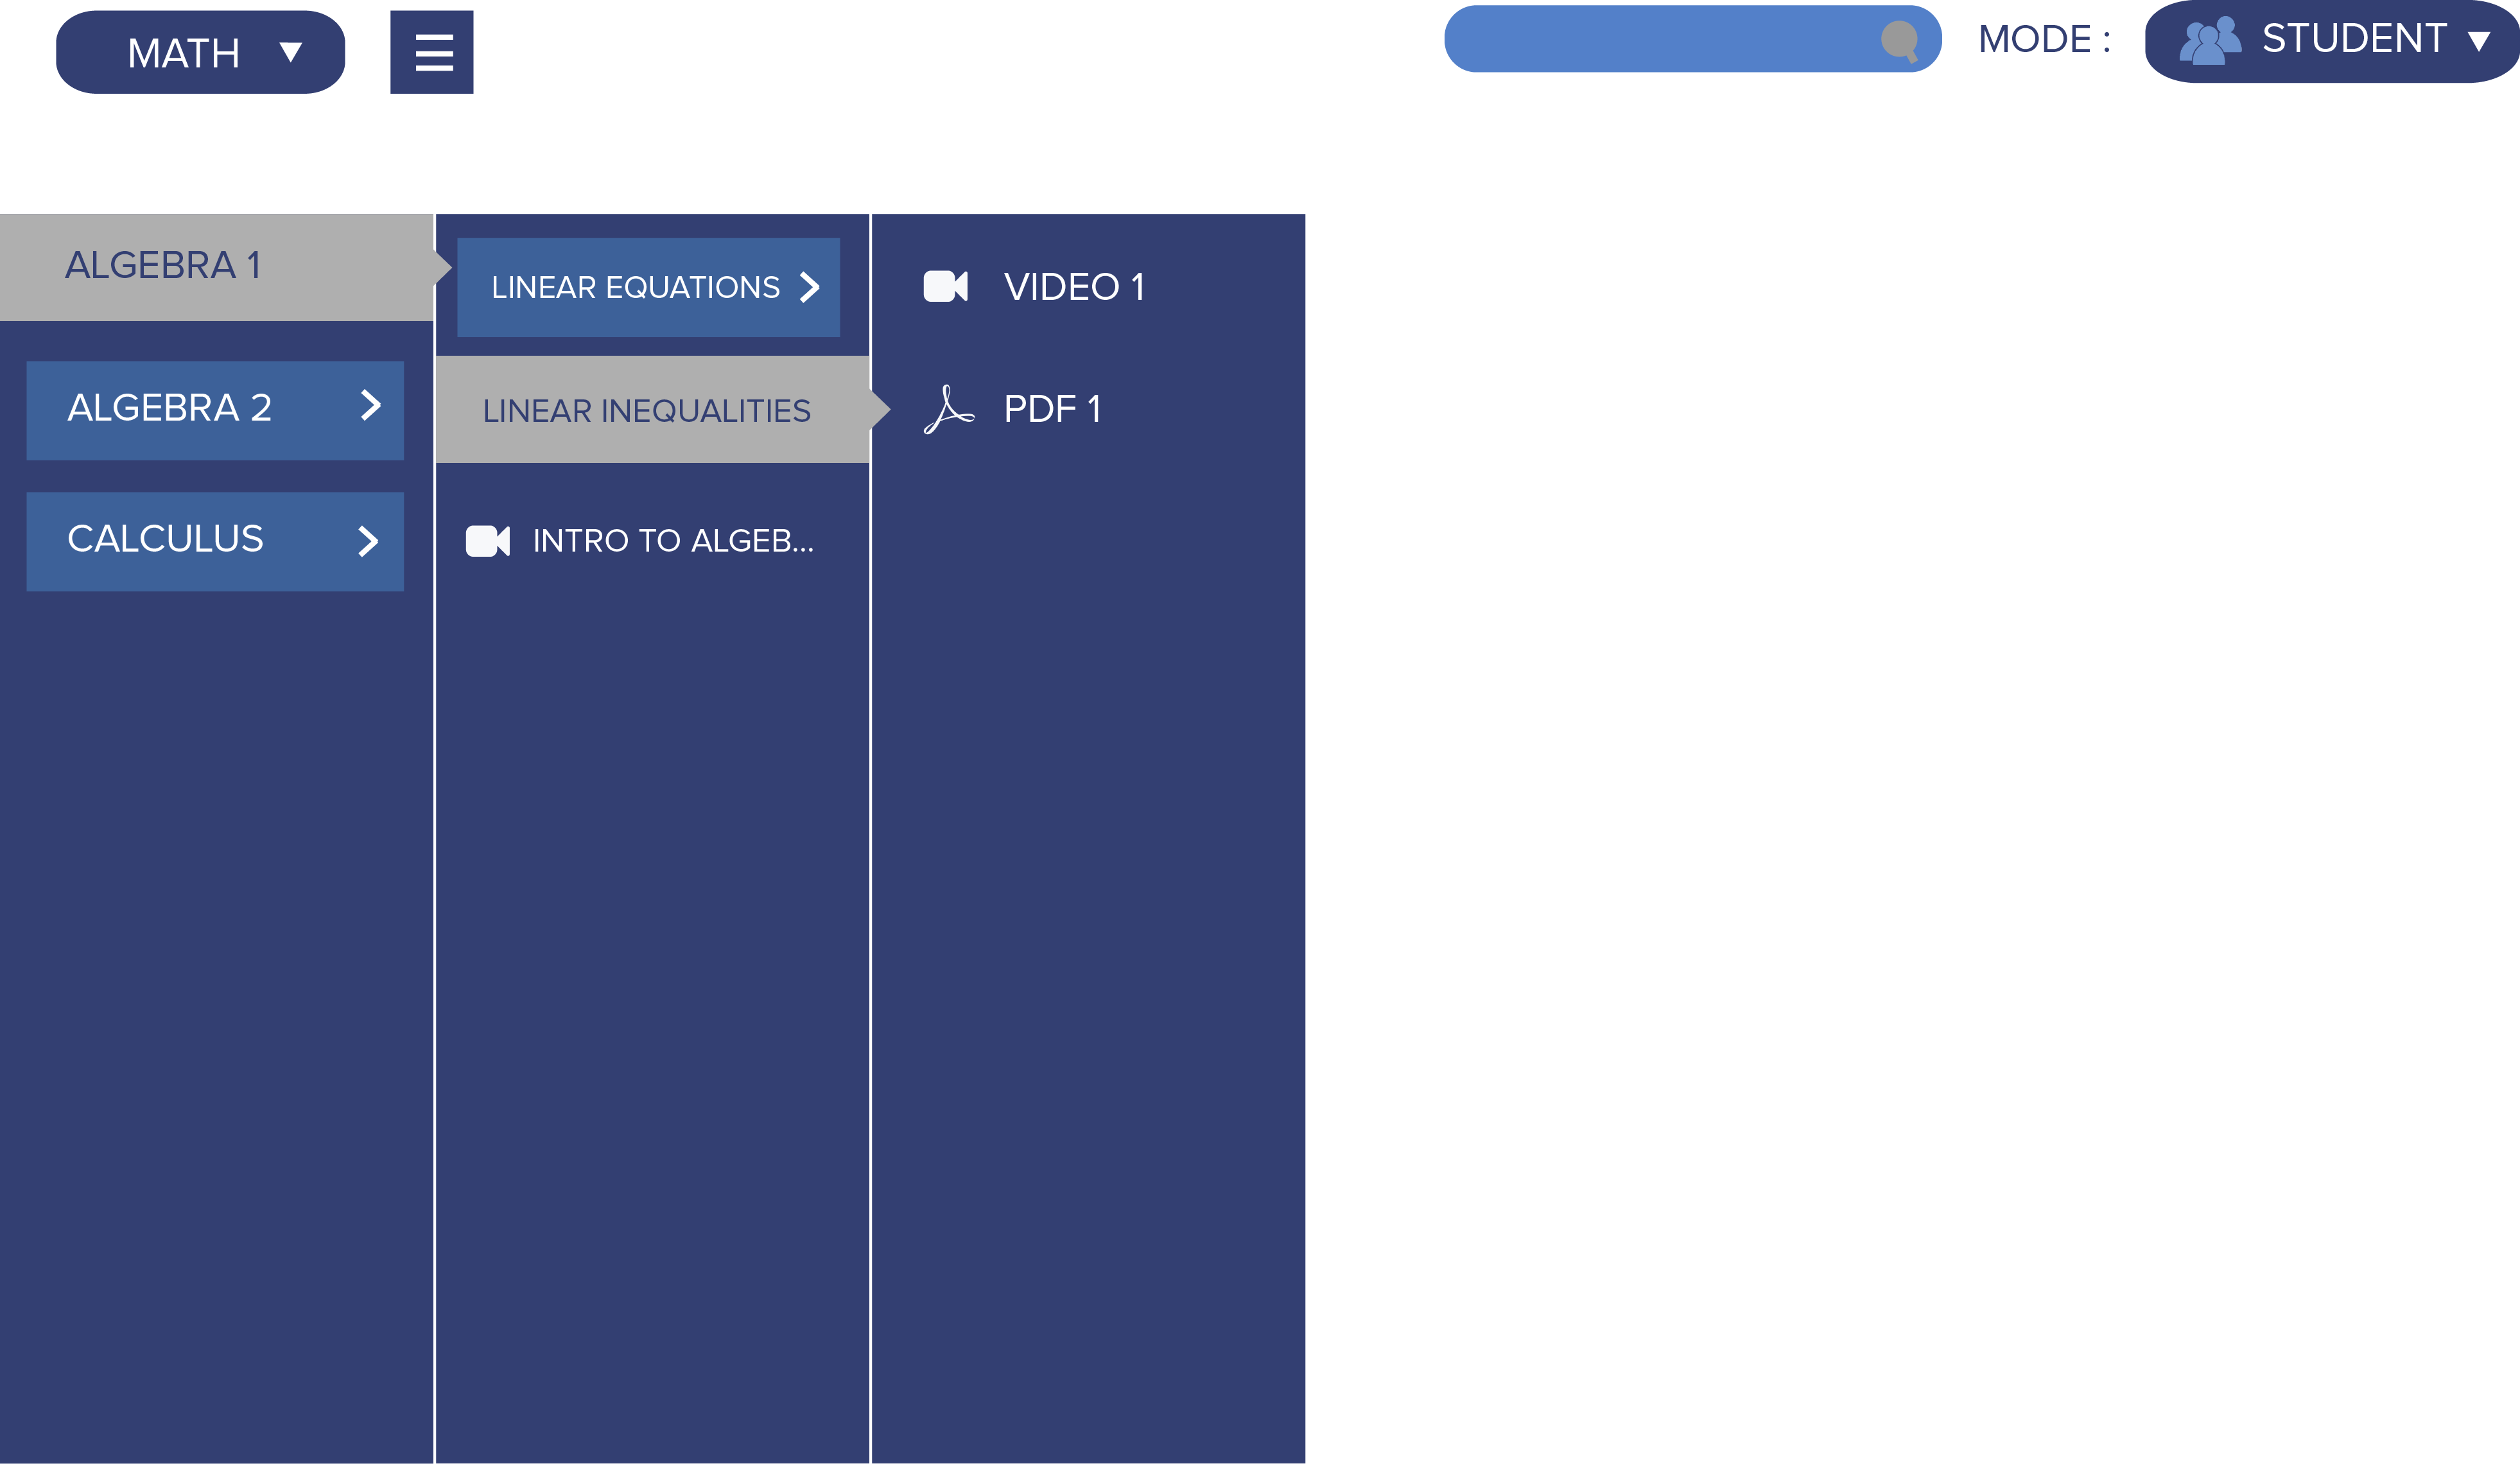 MATH
MODE :
STUDENT
ALGEBRA 1
ALGEBRA 2
CALCULUS
LINEAR EQUATIONS
LINEAR INEQUALITIES
INTRO TO ALGEB...
VIDEO 1
PDF 1